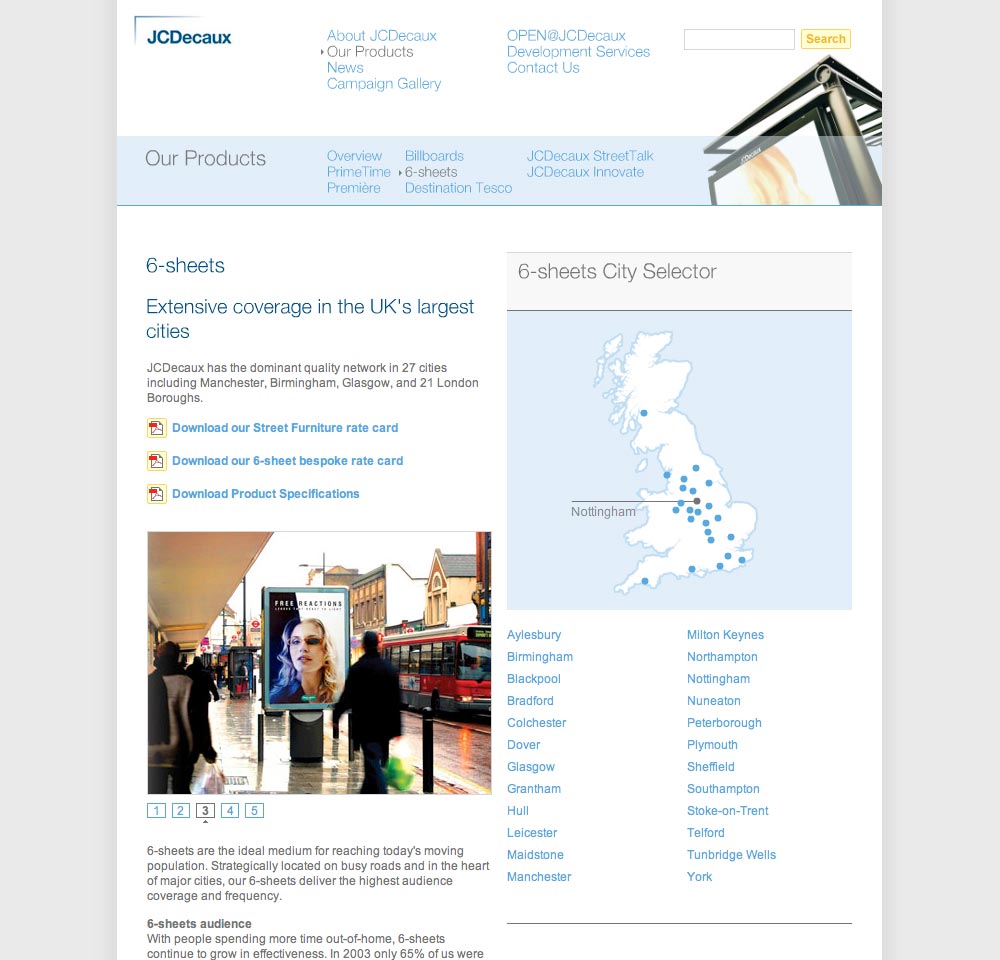 JCDecaux
About JCDecaux
Our Products
News
Campaign Gallery
OPEN@JCDecaux
Development Services
Contact Us
Search
Our Products
Overview
PrimeTime
Première
Billboards
6-sheets
Destination Tesco
JCDecaux StreetTalk
JCDecaux Innovate
JCDecaux
6-sheets
Extensive coverage in the UK's largest
cities
JCDecaux has the dominant quality network in 27 cities
including Manchester, Birmingham, Glasgow, and 21 London
Boroughs.
Download our Street Furniture rate card
Download our 6-sheet bespoke rate card
Download Product Specifications
FREE REACTIONS
1 2 3 4 5
6-sheets are the ideal medium for reaching today's moving
population. Strategically located on busy roads and in the heart
of major cities, our 6-sheets deliver the highest audience
coverage and frequency.
6-sheets audience
With people spending more time out-of-home, 6-sheets
continue to grow in effectiveness. In 2003 only 65% of us were
6-sheets City Selector
Nottingham
Aylesbury
Birmingham
Blackpool
Bradford
Colchester
Dover
Glasgow
Grantham
Hull
Leicester
Maidstone
Manchester
Milton Keynes
Northampton
Nottingham
Nuneaton
Peterborough
Plymouth
Sheffield
Southampton
Stoke-on-Trent
Telford
Tunbridge Wells
York